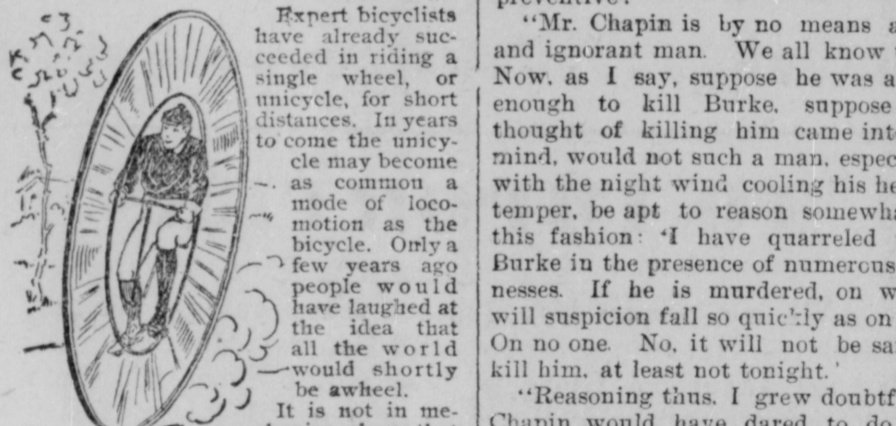 Expert bicyclists
have already suc-
ceeded in riding a
single wheel, or
unicycle, for short
distances. In years
to come the unicy-
cle may become
as common a
mode of loco-
motion as the
bicycle. Only a
few years ago
people would
have laughed at
the idea that
all the world
would shortly
be awheel.
It is not in me-
"Mr. Chapin is by no means
and ignorant man. We all know
Now, as I say, suppose he was a
enough to kill Burke, suppose
thought of killing him came int
mind, would not such a man, espec
with the night wind cooling his he
temper, be apt to reason somewha
this fashion: 'I have quarreled
Burke in the presence of numerous
nesses. If he is murdered, on w
will suspicion fall so quickly as on
On no one. No, it will not be sa
kill him, at least not tonight.'
"Reasoning thus, I grew doubtf
Chapin would have dared to do